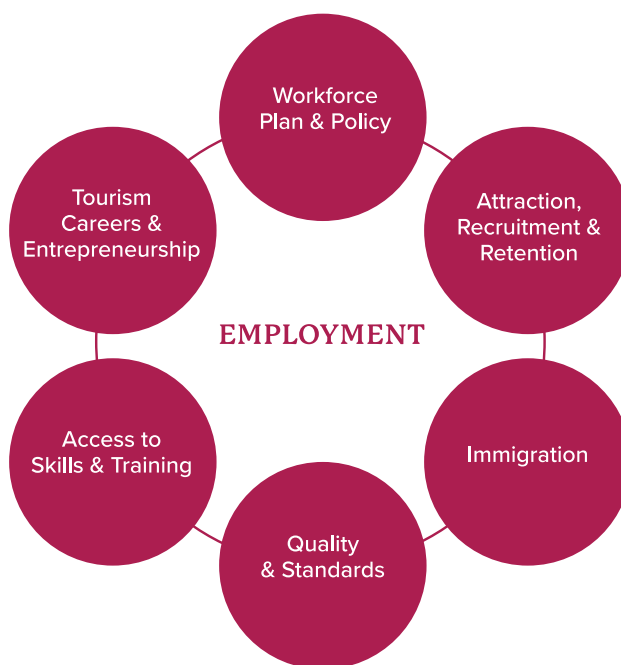 Workforce
Plan & Policy
Attraction,
Recruitment &
Retention
Immigration
Quality
& Standards
Access to
Skills & Training
Tourism
Careers &
Entrepreneurship
EMPLOYMENT